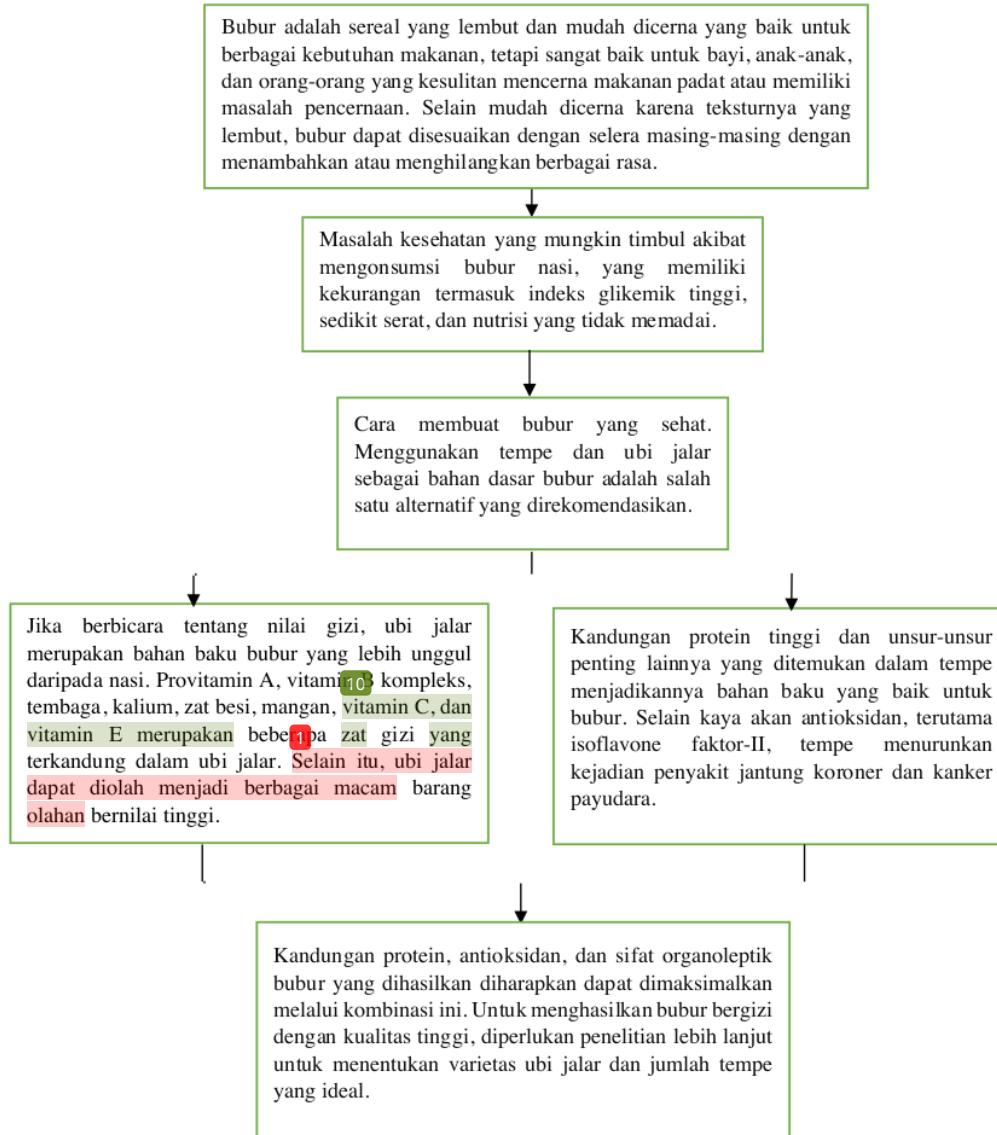 Bubur adalah sereal yang lembut dan mudah dicerna yang baik untuk
berbagai kebutuhan makanan, tetapi sangat baik untuk bayi, anak-anak,
dan orang-orang yang kesulitan mencerna makanan padat atau memiliki
masalah pencernaan. Selain mudah dicerna karena teksturnya yang
lembut, bubur dapat disesuaikan dengan selera masing-masing dengan
menambahkan atau menghilangkan berbagai rasa.
Masalah kesehatan yang mungkin timbul akibat
mengonsumsi bubur nasi, yang memiliki
kekurangan termasuk indeks glikemik tinggi,
sedikit serat, dan nutrisi yang tidak memadai.
Cara membuat bubur yang sehat.
Menggunakan tempe dan ubi jalar
sebagai bahan dasar bubur adalah salah
satu alternatif yang direkomendasikan.
Jika berbicara tentang nilai gizi, ubi jalar
merupakan bahan baku bubur yang lebih unggul
daripada nasi. Provitamin A, vitamin B kompleks,
10
tembaga, kalium, zat besi, mangan, vitamin C, dan
vitamin E merupakan beberapa zat gizi yang
1
terkandung dalam ubi jalar. Selain itu, ubi jalar
dapat diolah menjadi berbagai macam barang
olahan bernilai tinggi.
Kandungan protein tinggi dan unsur-unsur
penting lainnya yang ditemukan dalam tempe
menjadikannya bahan baku yang baik untuk
bubur. Selain kaya akan antioksidan, terutama
isoflavone faktor-II, tempe menurunkan
kejadian penyakit jantung koroner dan kanker
payudara.
Kandungan protein, antioksidan, dan sifat organoleptik
bubur yang dihasilkan diharapkan dapat dimaksimalkan
melalui kombinasi ini. Untuk menghasilkan bubur bergizi
dengan kualitas tinggi, diperlukan penelitian lebih lanjut
untuk menentukan varietas ubi jalar dan jumlah tempe
yang ideal.